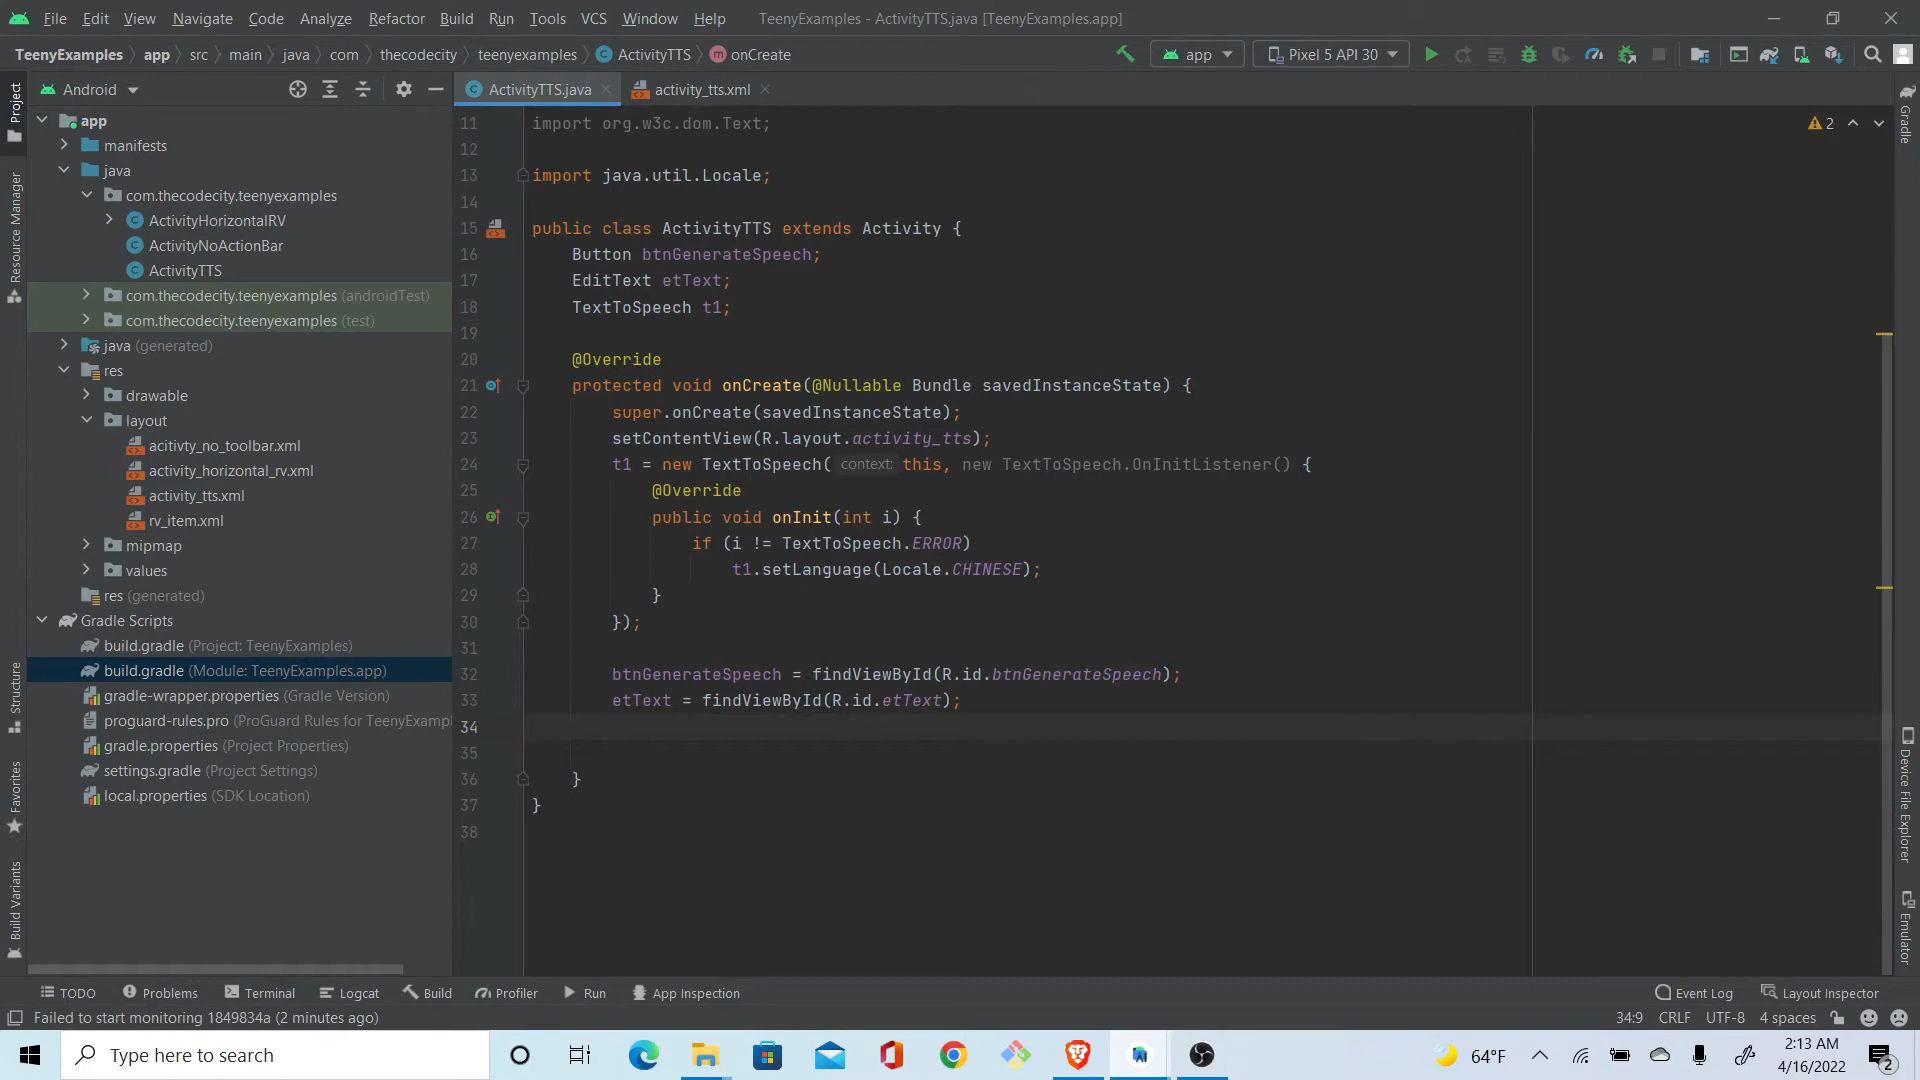 File Edit View Navigate Code Analyze Refactor Build Run Tools VCS Window Help TeenyExamples - ActivityTTS.java [TeenyExamples.app]
TeenyExamples app src main java com thecodecity teenyexamples ActivityTTS onCreate app Pixel 5 API 30
Android
ActivityTTS.java
activity_tts.xml
Project
Resource Manager
Structure
Favorites
Build Variants
app
manifests
java
com.thecodecity.teenyexamples
ActivityHorizontalRV
ActivityNoActionBar
ActivityTTS
com.thecodecity.teenyexamples (androidTest)
com.thecodecity.teenyexamples (test)
java (generated)
res
drawable
layout
acitivty_no_toolbar.xml
activity_horizontal_rv.xml
activity_tts.xml
rv_item.xml
mipmap
values
res (generated)
Gradle Scripts
build.gradle (Project: TeenyExamples)
build.gradle (Module: TeenyExamples.app)
gradle-wrapper.properties (Gradle Version)
proguard-rules.pro (ProGuard Rules for TeenyExampl
gradle.properties (Project Properties)
settings.gradle (Project Settings)
local.properties (SDK Location)
11 import org.w3c.dom.Text;
12
13 import java.util.Locale;
14
15 public class ActivityTTS extends Activity {
16 Button btnGenerateSpeech;
17 EditText etText;
18 TextToSpeech t1;
19
20 @Override
21 protected void onCreate(@Nullable Bundle savedInstanceState) {
22 super.onCreate(savedInstanceState);
23 setContentView(R.layout.activity_tts);
24 t1 = new TextToSpeech( context: this, new TextToSpeech.OnInitListener() {
25 @Override
26 public void onInit(int i) {
27 if (i != TextToSpeech.ERROR)
28 t1.setLanguage(Locale.CHINESE);
29 }
30 });
31
32 btnGenerateSpeech = findViewById(R.id.btnGenerateSpeech);
33 etText = findViewById(R.id.etText);
34
35
36 }
37 }
38
2
Gradle
Device File Explorer
Emulator
TODO Problems Terminal Logcat Build Profiler Run App Inspection Event Log Layout Inspector
Failed to start monitoring 1849834a (2 minutes ago) 34:9 CRLF UTF-8 4 spaces
Type here to search
64°F
2:13 AM
4/16/2022
2